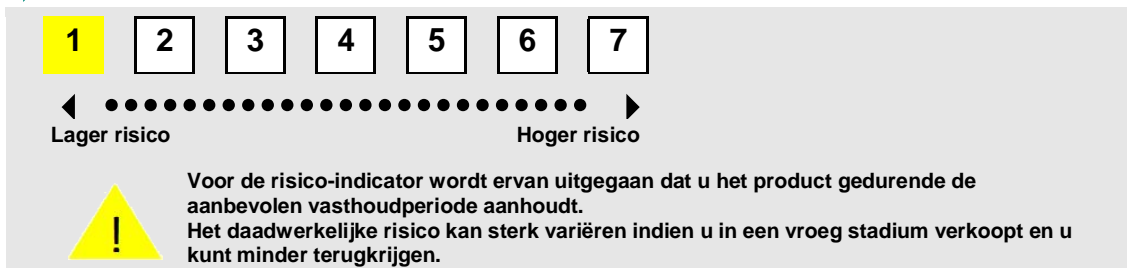 1 2 3 4 5 6 7
Lager risico Hoger risico
!
Voor de risico-indicator wordt ervan uitgegaan dat u het product gedurende de
aanbevolen vasthoudperiode aanhoudt.
Het daadwerkelijke risico kan sterk variëren indien u in een vroeg stadium verkoopt en u
kunt minder terugkrijgen.